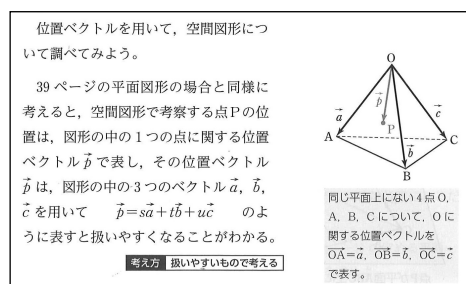 位置ベクトルを用いて，空間図形につ
いて調べてみよう。
39 ページの平面図形の場合と同様に
考えると，空間図形で考察する点Pの位
置は，図形の中の1つの点に関する位置
ベクトル p⃗ で表し，その位置ベクトル
p⃗ は，図形の中の3つのベクトル a⃗，b⃗，
c⃗ を用いて　p⃗=sa⃗+tb⃗+uc⃗　のよ
うに表すと扱いやすくなることがわかる。
考え方 扱いやすいもので考える
O
p⃗
a⃗
c⃗
P
A
b⃗
C
B
同じ平面上にない4点O，
A，B，Cについて，Oに
関する位置ベクトルを
OA⃗=a⃗，OB⃗=b⃗，OC⃗=c⃗
で表す。